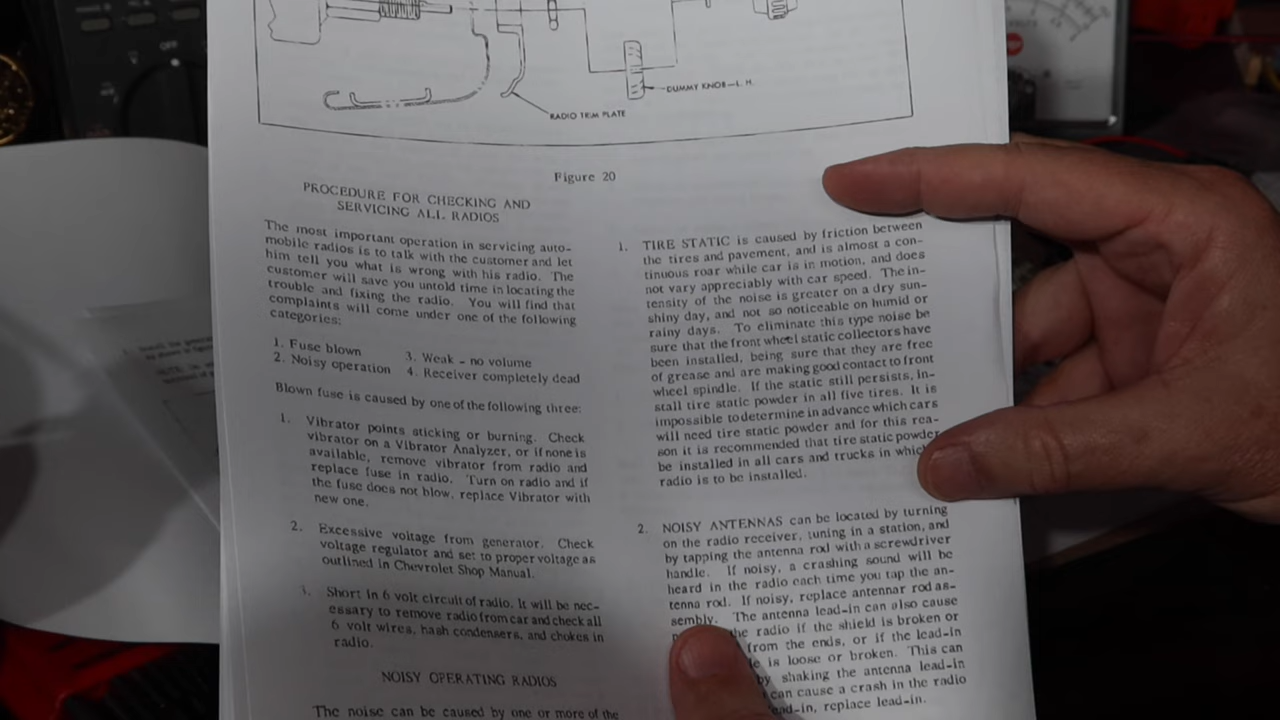 OFF
VOLTS
DUMMY KNOB—L. H.
RADIO TRIM PLATE
Figure 20
PROCEDURE FOR CHECKING AND
SERVICING ALL RADIOS
The most important operation in servicing auto-
mobile radios is to talk with the customer and let
him tell you what is wrong with his radio. The
customer will save you untold time in locating the
trouble and fixing the radio. You will find that
complaints will come under one of the following
categories:
1. Fuse blown
2. Noisy operation
3. Weak - no volume
4. Receiver completely dead
Blown fuse is caused by one of the following three:
1. Vibrator points sticking or burning. Check
vibrator on a Vibrator Analyzer, or if none is
available, remove vibrator from radio and
replace fuse in radio. Turn on radio and if
the fuse does not blow, replace Vibrator with
new one.
2. Excessive voltage from generator. Check
voltage regulator and set to proper voltage as
outlined in Chevrolet Shop Manual.
3. Short in 6 volt circuit of radio. It will be nec-
essary to remove radio from car and check all
6 volt wires, hash condensers, and chokes in
radio.
NOISY OPERATING RADIOS
The noise can be caused by one or more of the
1. TIRE STATIC is caused by friction between
the tires and pavement, and is almost a con-
tinuous roar while car is in motion, and does
not vary appreciably with car speed. The in-
tensity of the noise is greater on a dry sun-
shiny day, and not so noticeable on humid or
rainy days. To eliminate this type noise be
sure that the front wheel static collectors have
been installed, being sure that they are free
of grease and are making good contact to front
wheel spindle. If the static still persists, in-
stall tire static powder in all five tires. It is
impossible to determine in advance which cars
will need tire static powder and for this rea-
son it is recommended that tire static powder
be installed in all cars and trucks in which
radio is to be installed.
2. NOISY ANTENNAS can be located by turning
on the radio receiver, tuning in a station, and
by tapping the antenna rod with a screwdriver
handle. If noisy, a crashing sound will be
heard in the radio each time you tap the an-
tenna rod. If noisy, replace antennar rod as-
sembly. The antenna lead-in can also cause
the radio if the shield is broken or
from the ends, or if the lead-in
is loose or broken. This can
by shaking the antenna lead-in
can cause a crash in the radio
replace lead-in.